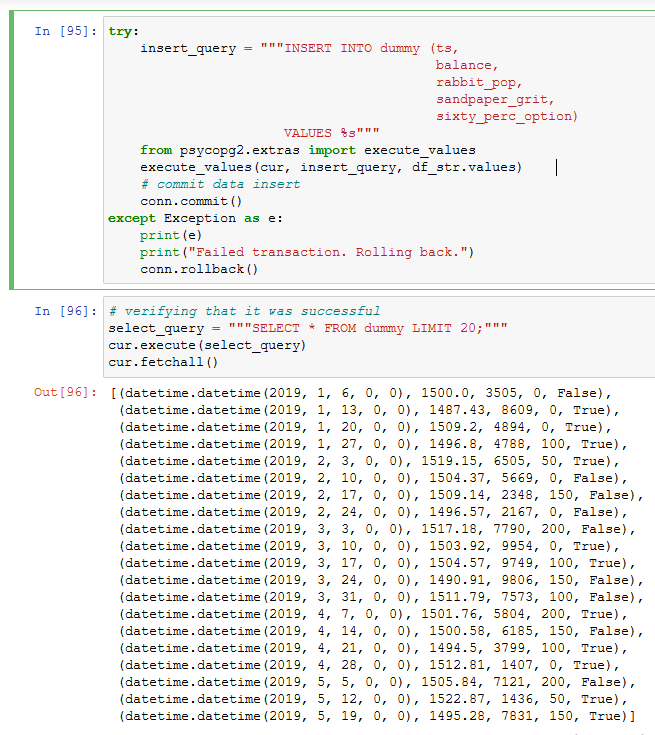 In [95]: try:
    insert_query = """INSERT INTO dummy (ts,
                                         balance,
                                         rabbit_pop,
                                         sandpaper_grit,
                                         sixty_perc_option)
                      VALUES %s"""
    from psycopg2.extras import execute_values
    execute_values(cur, insert_query, df_str.values)
    # commit data insert
    conn.commit()
except Exception as e:
    print(e)
    print("Failed transaction. Rolling back.")
    conn.rollback()
In [96]: # verifying that it was successful
select_query = """SELECT * FROM dummy LIMIT 20;"""
cur.execute(select_query)
cur.fetchall()
Out[96]: [(datetime.datetime(2019, 1, 6, 0, 0), 1500.0, 3505, 0, False),
 (datetime.datetime(2019, 1, 13, 0, 0), 1487.43, 8609, 0, True),
 (datetime.datetime(2019, 1, 20, 0, 0), 1509.2, 4894, 0, True),
 (datetime.datetime(2019, 1, 27, 0, 0), 1496.8, 4788, 100, True),
 (datetime.datetime(2019, 2, 3, 0, 0), 1519.15, 6505, 50, True),
 (datetime.datetime(2019, 2, 10, 0, 0), 1504.37, 5669, 0, False),
 (datetime.datetime(2019, 2, 17, 0, 0), 1509.14, 2348, 150, False),
 (datetime.datetime(2019, 2, 24, 0, 0), 1496.57, 2167, 0, False),
 (datetime.datetime(2019, 3, 3, 0, 0), 1517.18, 7790, 200, False),
 (datetime.datetime(2019, 3, 10, 0, 0), 1503.92, 9954, 0, True),
 (datetime.datetime(2019, 3, 17, 0, 0), 1504.57, 9749, 100, True),
 (datetime.datetime(2019, 3, 24, 0, 0), 1490.91, 9806, 150, False),
 (datetime.datetime(2019, 3, 31, 0, 0), 1511.79, 7573, 100, False),
 (datetime.datetime(2019, 4, 7, 0, 0), 1501.76, 5804, 200, True),
 (datetime.datetime(2019, 4, 14, 0, 0), 1500.58, 6185, 150, False),
 (datetime.datetime(2019, 4, 21, 0, 0), 1494.5, 3799, 100, True),
 (datetime.datetime(2019, 4, 28, 0, 0), 1512.81, 1407, 0, True),
 (datetime.datetime(2019, 5, 5, 0, 0), 1505.84, 7121, 200, False),
 (datetime.datetime(2019, 5, 12, 0, 0), 1522.87, 1436, 50, True),
 (datetime.datetime(2019, 5, 19, 0, 0), 1495.28, 7831, 150, True)]